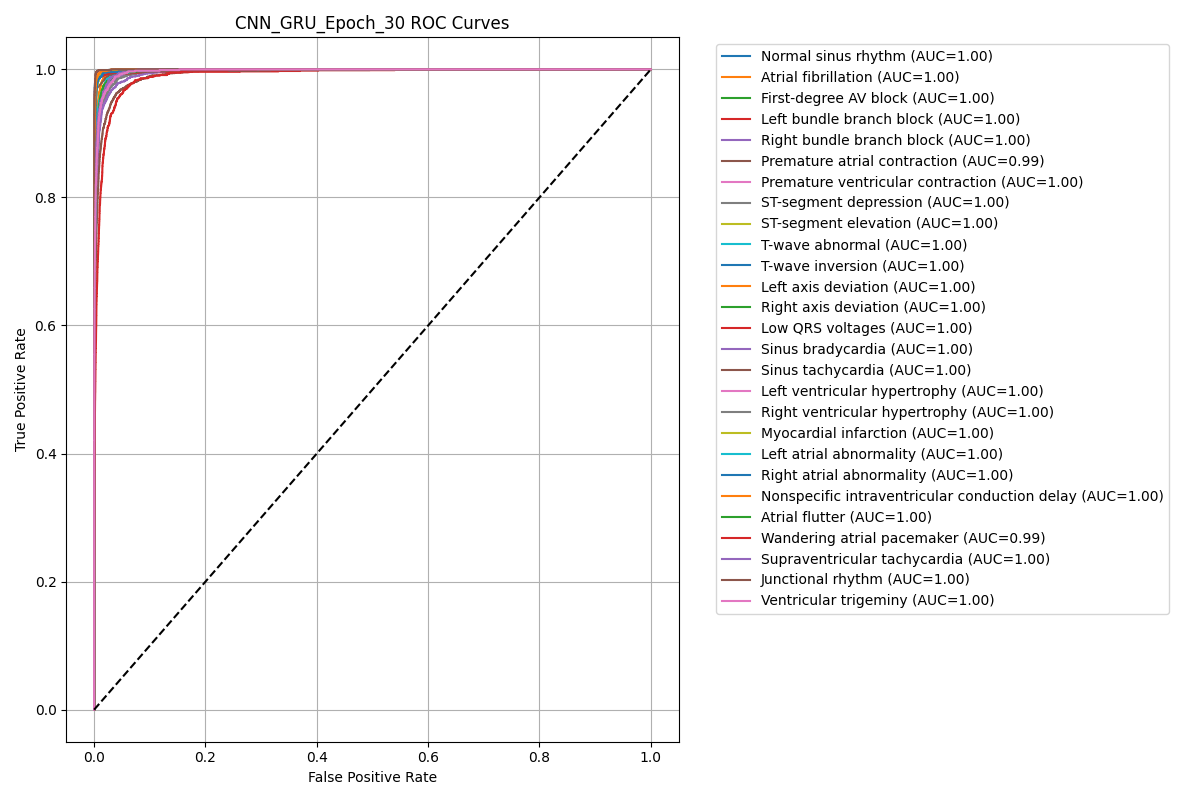 CNN_GRU_Epoch_30 ROC Curves
True Positive Rate
1.0
0.8
0.6
0.4
0.2
0.0
0.0 0.2 0.4 0.6 0.8 1.0
False Positive Rate
Normal sinus rhythm (AUC=1.00)
Atrial fibrillation (AUC=1.00)
First-degree AV block (AUC=1.00)
Left bundle branch block (AUC=1.00)
Right bundle branch block (AUC=1.00)
Premature atrial contraction (AUC=0.99)
Premature ventricular contraction (AUC=1.00)
ST-segment depression (AUC=1.00)
ST-segment elevation (AUC=1.00)
T-wave abnormal (AUC=1.00)
T-wave inversion (AUC=1.00)
Left axis deviation (AUC=1.00)
Right axis deviation (AUC=1.00)
Low QRS voltages (AUC=1.00)
Sinus bradycardia (AUC=1.00)
Sinus tachycardia (AUC=1.00)
Left ventricular hypertrophy (AUC=1.00)
Right ventricular hypertrophy (AUC=1.00)
Myocardial infarction (AUC=1.00)
Left atrial abnormality (AUC=1.00)
Right atrial abnormality (AUC=1.00)
Nonspecific intraventricular conduction delay (AUC=1.00)
Atrial flutter (AUC=1.00)
Wandering atrial pacemaker (AUC=0.99)
Supraventricular tachycardia (AUC=1.00)
Junctional rhythm (AUC=1.00)
Ventricular trigeminy (AUC=1.00)